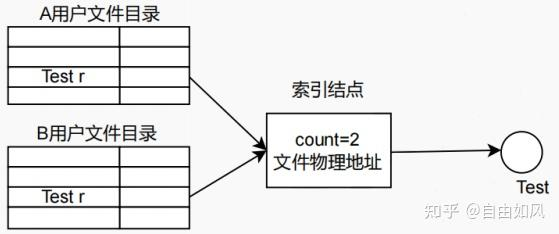 A用户文件目录
Test r
索引结点
count=2
文件物理地址
B用户文件目录
Test r
Test
知乎 @自由如风